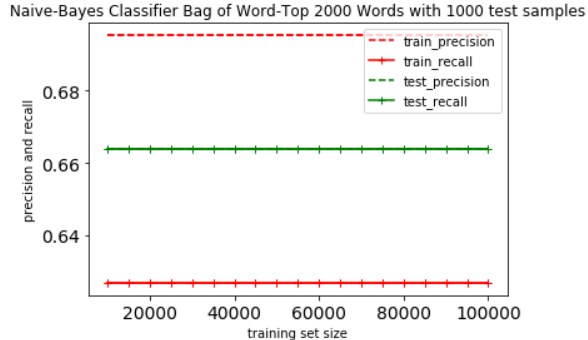 Naive-Bayes Classifier Bag of Word-Top 2000 Words with 1000 test samples
train_precision
train_recall
test_precision
test_recall
precision and recall
0.68
0.66
0.64
20000 40000 60000 80000 100000
training set size